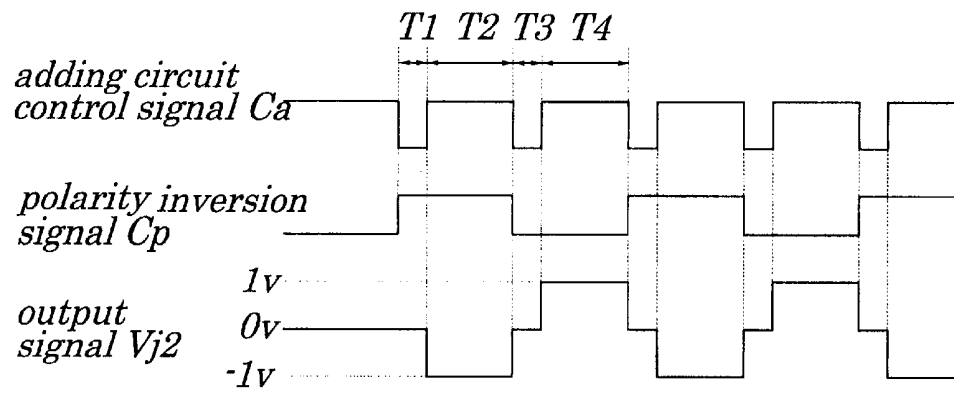 T1 T2 T3 T4
adding circuit
control signal Ca
polarity inversion
signal Cp
1v
output
signal Vj2
0v
-1v